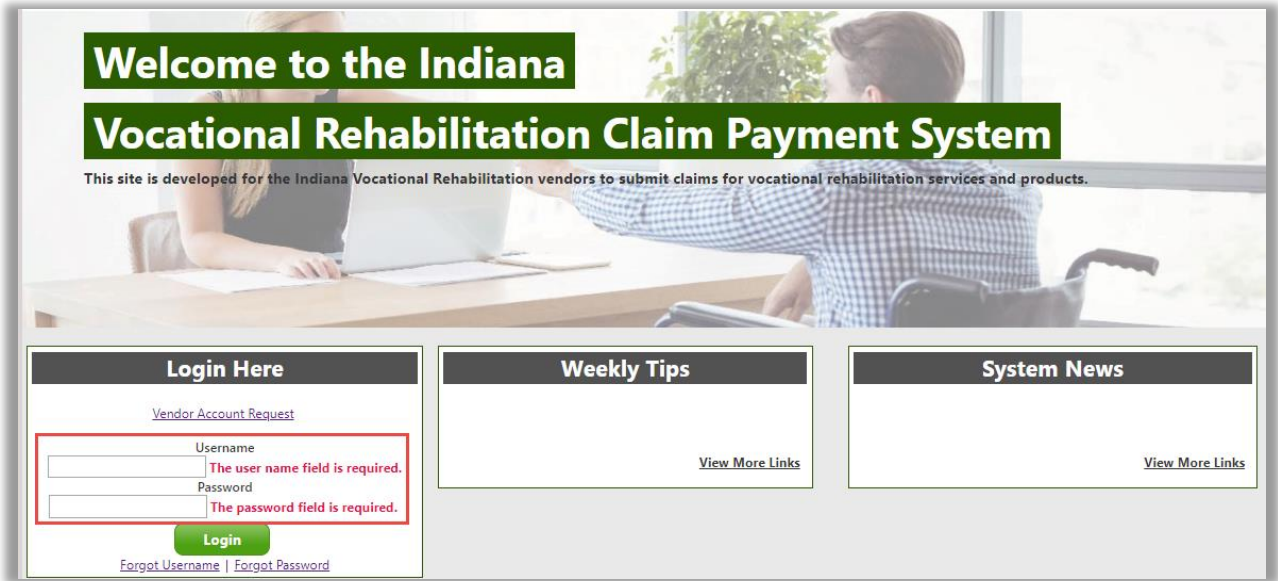 Welcome to the Indiana
Vocational Rehabilitation Claim Payment System
This site is developed for the Indiana Vocational Rehabilitation vendors to submit claims for vocational rehabilitation services and products.
Login Here
Vendor Account Request
Username
The user name field is required.
Password
The password field is required.
Login
Forgot Username | Forgot Password
Weekly Tips
View More Links
System News
View More Links